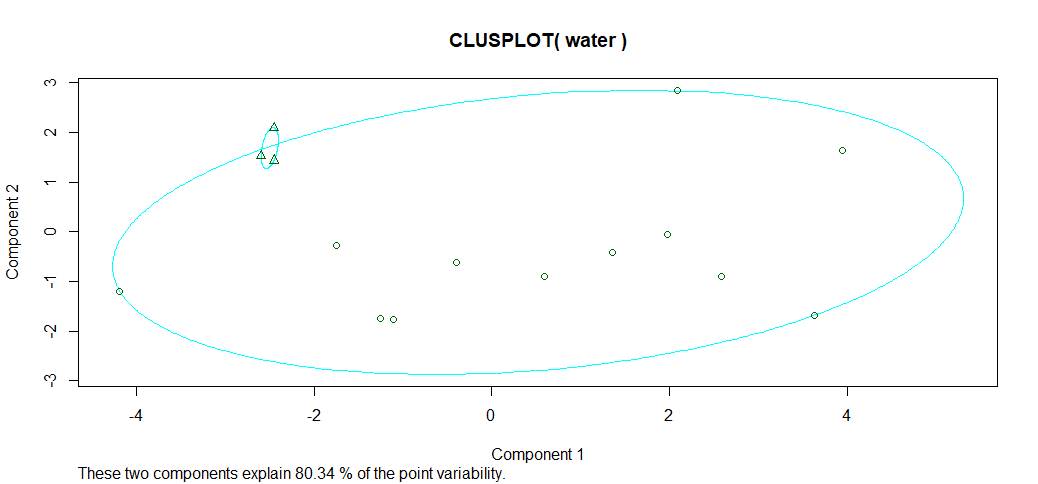 CLUSPLOT( water )
3
2
1
0
-1
-2
-3
Component 2
-4 -2 0 2 4
Component 1
These two components explain 80.34 % of the point variability.